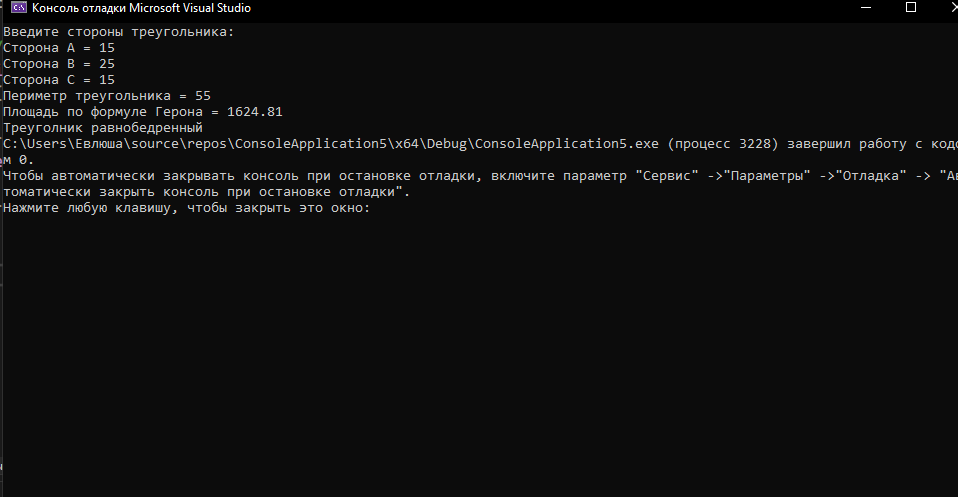 Консоль отладки Microsoft Visual Studio
Введите стороны треугольника:
Сторона A = 15
Сторона B = 25
Сторона C = 15
Периметр треугольника = 55
Площадь по формуле Герона = 1624.81
Треуголник равнобедренный
C:\Users\Евлюша\source\repos\ConsoleApplication5\x64\Debug\ConsoleApplication5.exe (процесс 3228) завершил работу с кодо
м 0.
Чтобы автоматически закрывать консоль при остановке отладки, включите параметр "Сервис" ->"Параметры" ->"Отладка" -> "Ав
томатически закрыть консоль при остановке отладки".
Нажмите любую клавишу, чтобы закрыть это окно: